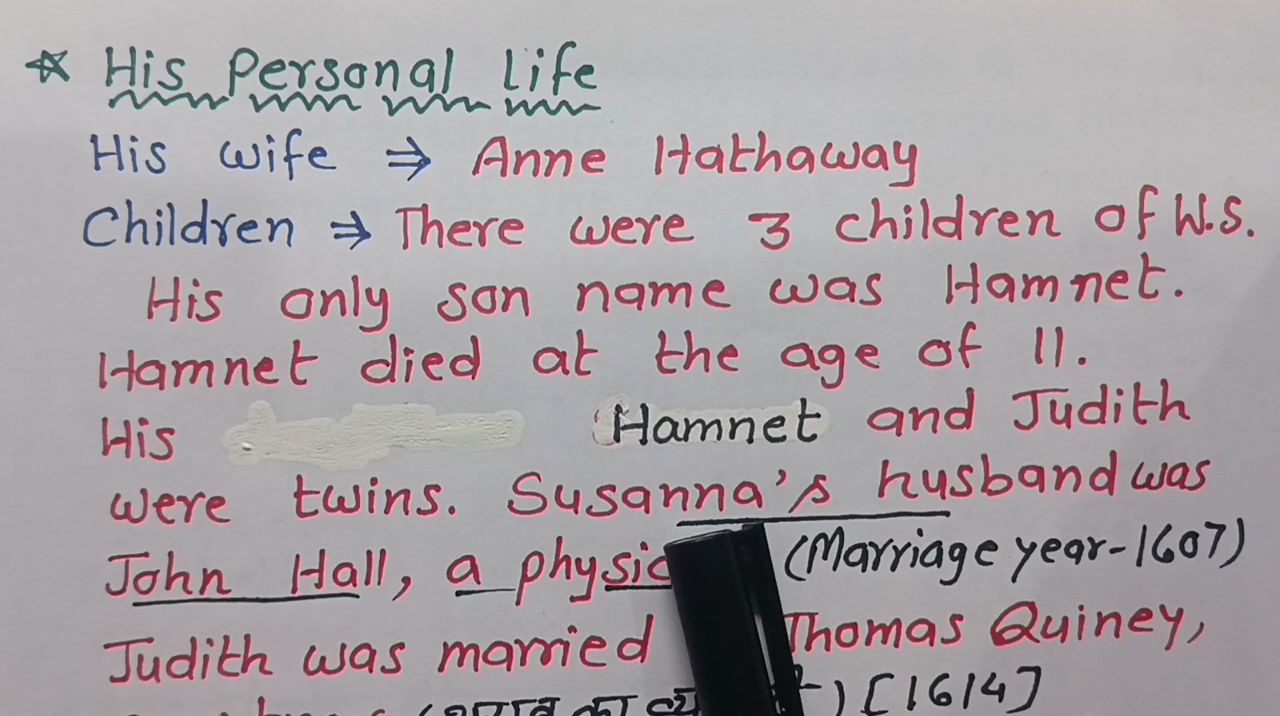 ☆ His Personal life
His wife ⇒ Anne Hathaway
Children ⇒ There were 3 children of W.S.
His only son name was Hamnet.
Hamnet died at the age of 11.
His Hamnet and Judith
were twins. Susanna's husband was
John Hall, a (Marriage year-1607)
Judith was married Thomas Quiney,
[1614]